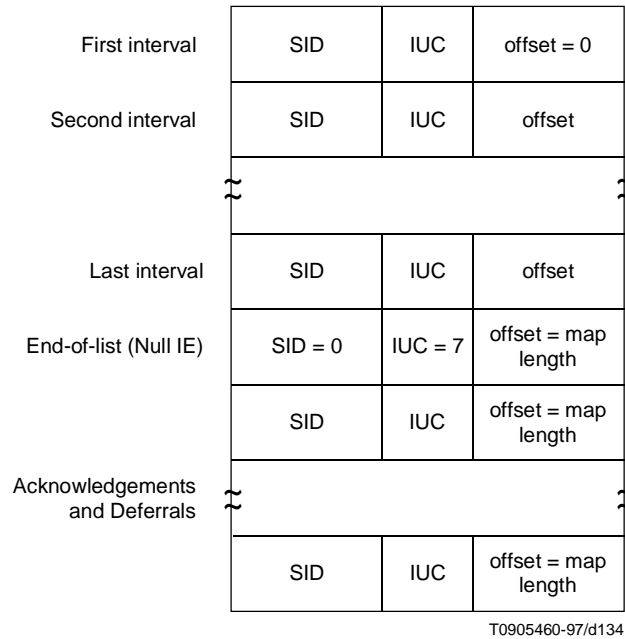 First interval SID IUC offset = 0
Second interval SID IUC offset
Last interval SID IUC offset
End-of-list (Null IE) SID = 0 IUC = 7 offset = map
length
SID IUC offset = map
length
Acknowledgements
and Deferrals
SID IUC offset = map
length
T0905460-97/d134